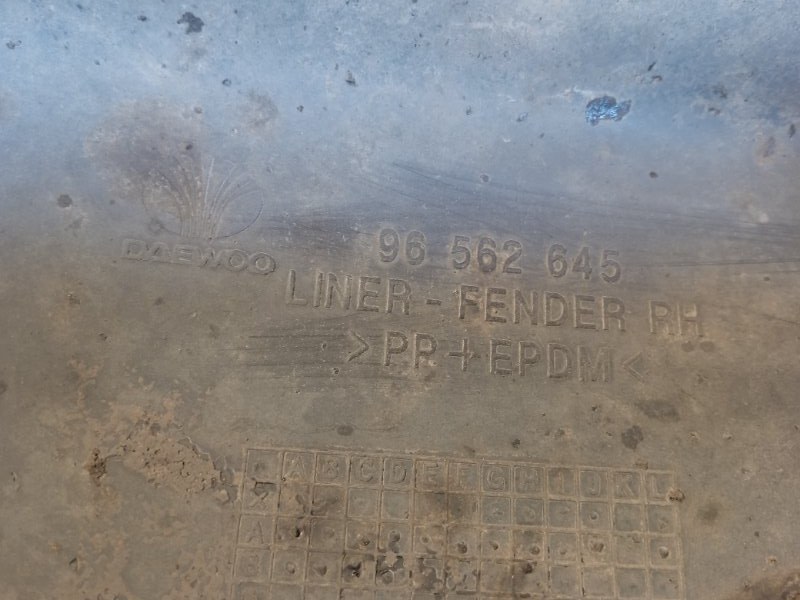 DAEWOO
96 562 645
LINER - FENDER RH
>PP+EPDM<
A B C D E F G H I J K L